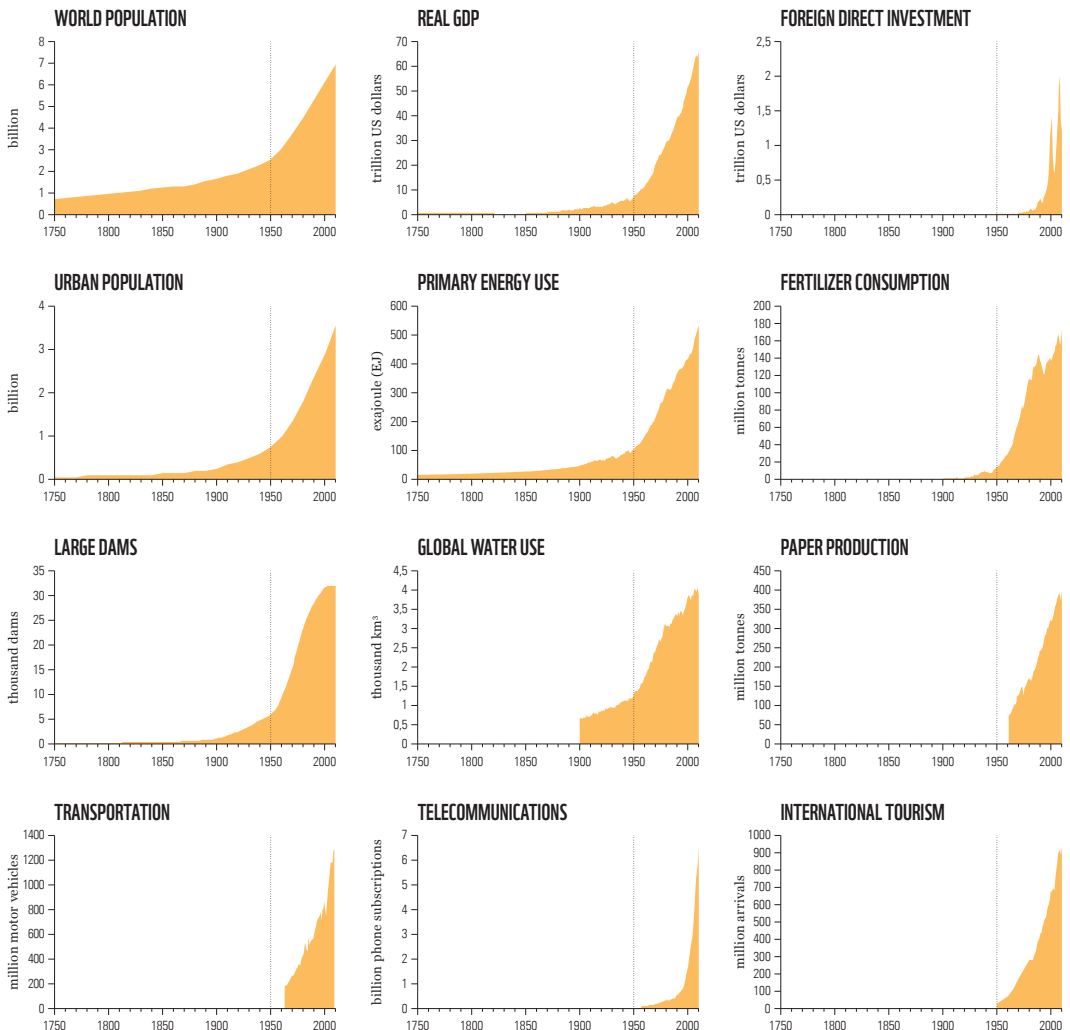 WORLD POPULATION
billion
8
7
6
5
4
3
2
1
0
1750 1800 1850 1900 1950 2000
REAL GDP
trillion US dollars
70
60
50
40
30
20
10
0
1750 1800 1850 1900 1950 2000
FOREIGN DIRECT INVESTMENT
trillion US dollars
2,5
2
1,5
1
0,5
0
1750 1800 1850 1900 1950 2000
URBAN POPULATION
billion
4
3
2
1
0
1750 1800 1850 1900 1950 2000
PRIMARY ENERGY USE
exajoule (EJ)
600
500
400
300
200
100
0
1750 1800 1850 1900 1950 2000
FERTILIZER CONSUMPTION
million tonnes
200
180
160
140
120
100
80
60
40
20
0
1750 1800 1850 1900 1950 2000
LARGE DAMS
thousand dams
35
30
25
20
15
10
5
0
1750 1800 1850 1900 1950 2000
GLOBAL WATER USE
thousand km³
4,5
4
3,5
3
2,5
2
1,5
1
0,5
0
1750 1800 1850 1900 1950 2000
PAPER PRODUCTION
million tonnes
450
400
350
300
250
200
150
100
50
0
1750 1800 1850 1900 1950 2000
TRANSPORTATION
million motor vehicles
1400
1200
1000
800
600
400
200
0
1750 1800 1850 1900 1950 2000
TELECOMMUNICATIONS
billion phone subscriptions
7
6
5
4
3
2
1
0
1750 1800 1850 1900 1950 2000
INTERNATIONAL TOURISM
million arrivals
1000
900
800
700
600
500
400
300
200
100
0
1750 1800 1850 1900 1950 2000